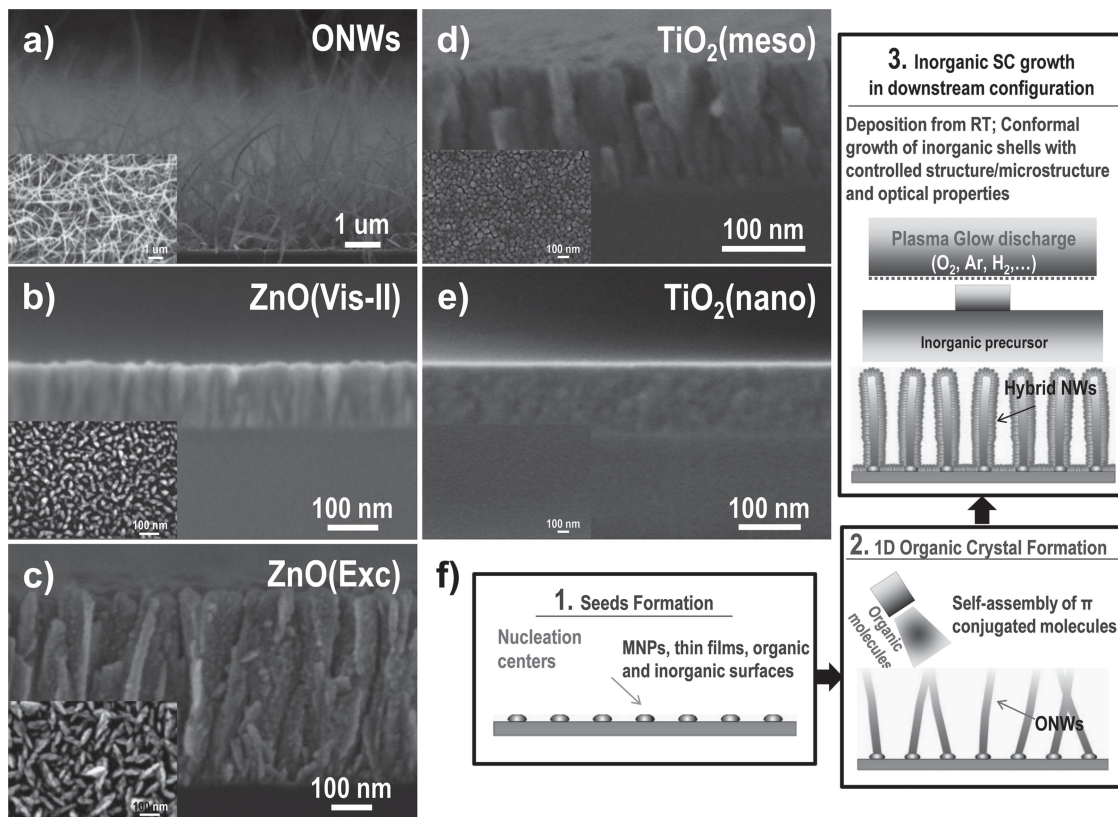 a)
ONWs
1 um
1 um
b)
ZnO(Vis-II)
100 nm
100 nm
c)
ZnO(Exc)
100 nm
100 nm
d)
TiO₂(meso)
100 nm
100 nm
e)
TiO₂(nano)
100 nm
100 nm
f)
1. Seeds Formation
Nucleation
centers
MNPs, thin films, organic
and inorganic surfaces
2. 1D Organic Crystal Formation
Organic
molecules
Self-assembly of π
conjugated molecules
ONWs
3. Inorganic SC growth
in downstream configuration
Deposition from RT; Conformal
growth of inorganic shells with
controlled structure/microstructure
and optical properties
Plasma Glow discharge
(O₂, Ar, H₂,...)
Inorganic precursor
Hybrid NWs